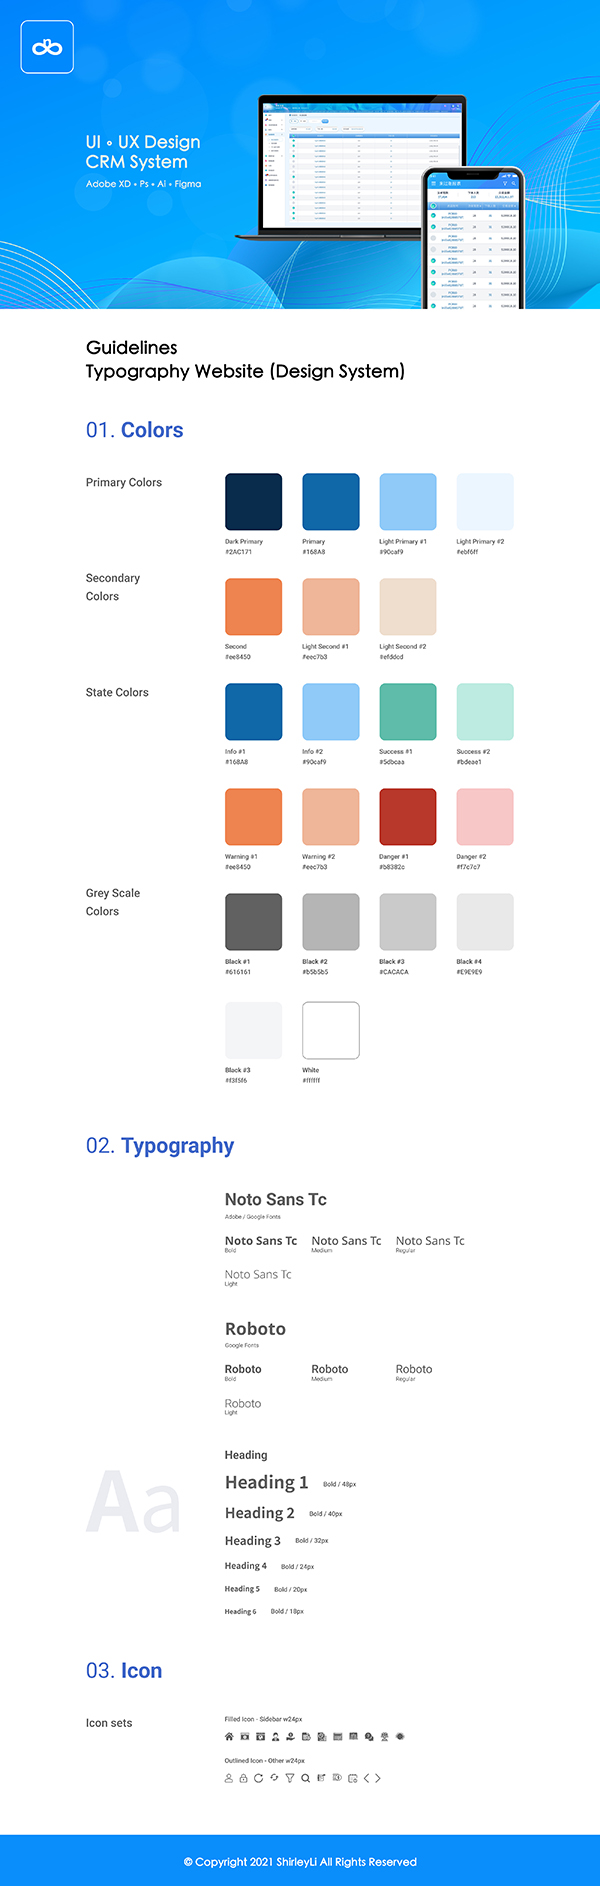 UI ∘ UX Design
CRM System
Adobe XD • Ps • Ai • Figma
Guidelines
Typography Website (Design System)
01. Colors
Primary Colors
Dark Primary
#2AC171
Primary
#168A8
Light Primary #1
#90caf9
Light Primary #2
#ebf6ff
Secondary
Colors
Second
#ee8450
Light Second #1
#eec7b3
Light Second #2
#efddcd
State Colors
Info #1
#168A8
Info #2
#90caf9
Success #1
#5dbcaa
Success #2
#bdeae1
Warning #1
#ee8450
Warning #2
#eec7b3
Danger #1
#b8382c
Danger #2
#f7c7c7
Grey Scale
Colors
Black #1
#616161
Black #2
#b5b5b5
Black #3
#CACACA
Black #4
#E9E9E9
Black #3
#f3f5f6
White
#ffffff
02. Typography
Noto Sans Tc
Adobe / Google Fonts
Noto Sans Tc
Bold
Noto Sans Tc
Medium
Noto Sans Tc
Regular
Noto Sans Tc
Light
Roboto
Google Fonts
Roboto
Bold
Roboto
Medium
Roboto
Regular
Roboto
Light
Aa
Heading
Heading 1 Bold / 48px
Heading 2 Bold / 40px
Heading 3 Bold / 32px
Heading 4 Bold / 24px
Heading 5 Bold / 20px
Heading 6 Bold / 18px
03. Icon
Icon sets
Filled Icon - Sidebar w24px
Outlined Icon - Other w24px
© Copyright 2021 ShirleyLi All Rights Reserved